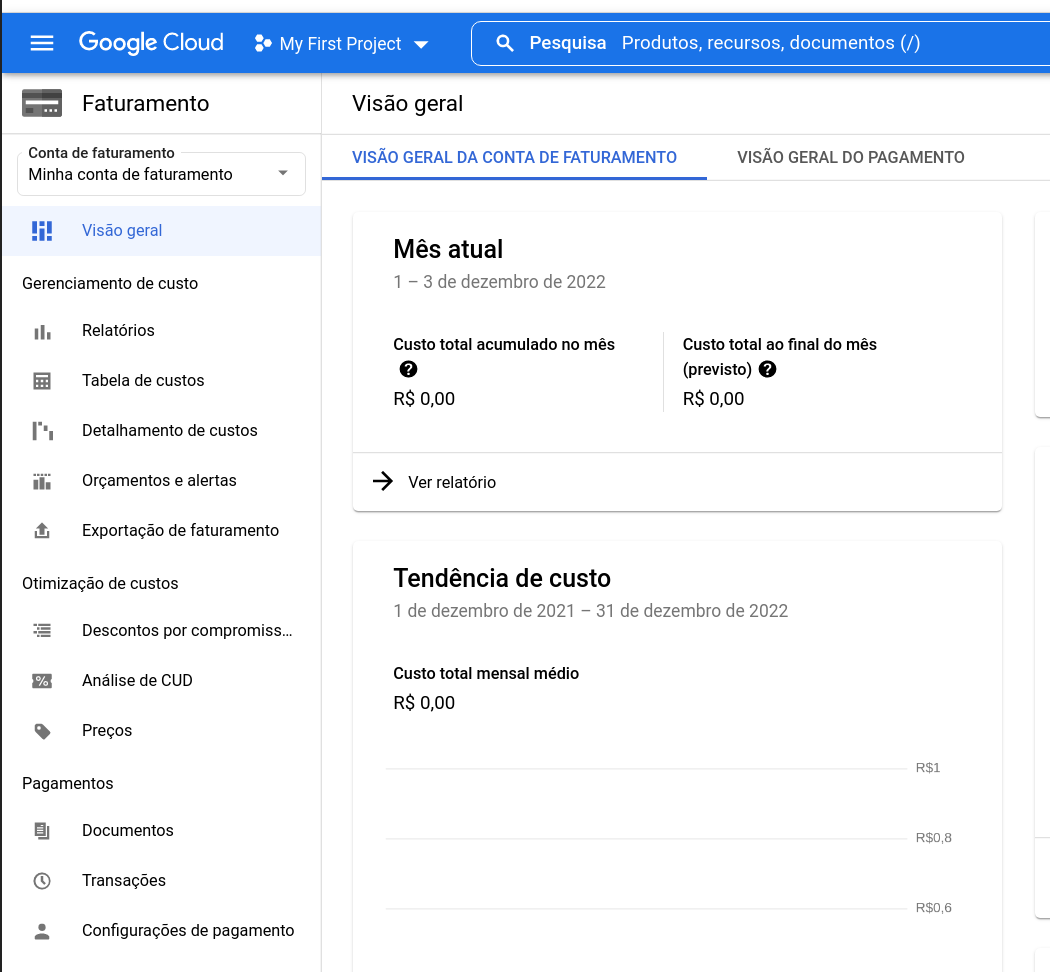 Google Cloud
My First Project
Pesquisa Produtos, recursos, documentos (/)
Faturamento
Conta de faturamento
Minha conta de faturamento
Visão geral
Gerenciamento de custo
Relatórios
Tabela de custos
Detalhamento de custos
Orçamentos e alertas
Exportação de faturamento
Otimização de custos
Descontos por compromiss...
Análise de CUD
Preços
Pagamentos
Documentos
Transações
Configurações de pagamento
Visão geral
VISÃO GERAL DA CONTA DE FATURAMENTO
VISÃO GERAL DO PAGAMENTO
Mês atual
1 – 3 de dezembro de 2022
Custo total acumulado no mês
R$ 0,00
Custo total ao final do mês
(previsto)
R$ 0,00
Ver relatório
Tendência de custo
1 de dezembro de 2021 – 31 de dezembro de 2022
Custo total mensal médio
R$ 0,00
R$1
R$0,8
R$0,6